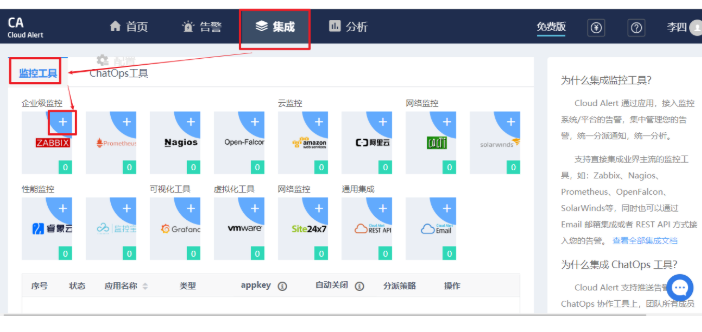 CA
Cloud Alert
首页
告警
集成
分析
免费版
李四
配置
监控工具
ChatOps工具
企业级监控
云监控
网络监控
ZABBIX
Prometheus
Nagios
Open-Falcon
amazon
阿里云
solarwinds
0 0 0 0 0 0 0 0
性能监控
可视化工具
虚拟化工具
网络监控
通用集成
睿象云
监控宝
Grafana
vmware
Site24x7
REST API
Email
0 0 0 0 0 0 0
序号 状态 应用名称 类型 appkey 自动关闭 分派策略 操作
为什么集成监控工具?
Cloud Alert 通过应用，接入监控
系统/平台的告警，集中管理您的告
警，统一分派通知，统一分析。
支持直接集成业界主流的监控工
具，如：Zabbix、Nagios、
Prometheus、OpenFalcon、
SolarWinds等，同时也可以通过
Email 邮箱集成或者 REST API 方式接
入您的告警。 查看全部集成文档
为什么集成 ChatOps 工具?
Cloud Alert 支持推送告
ChatOps 协作工具上，团队所有成员